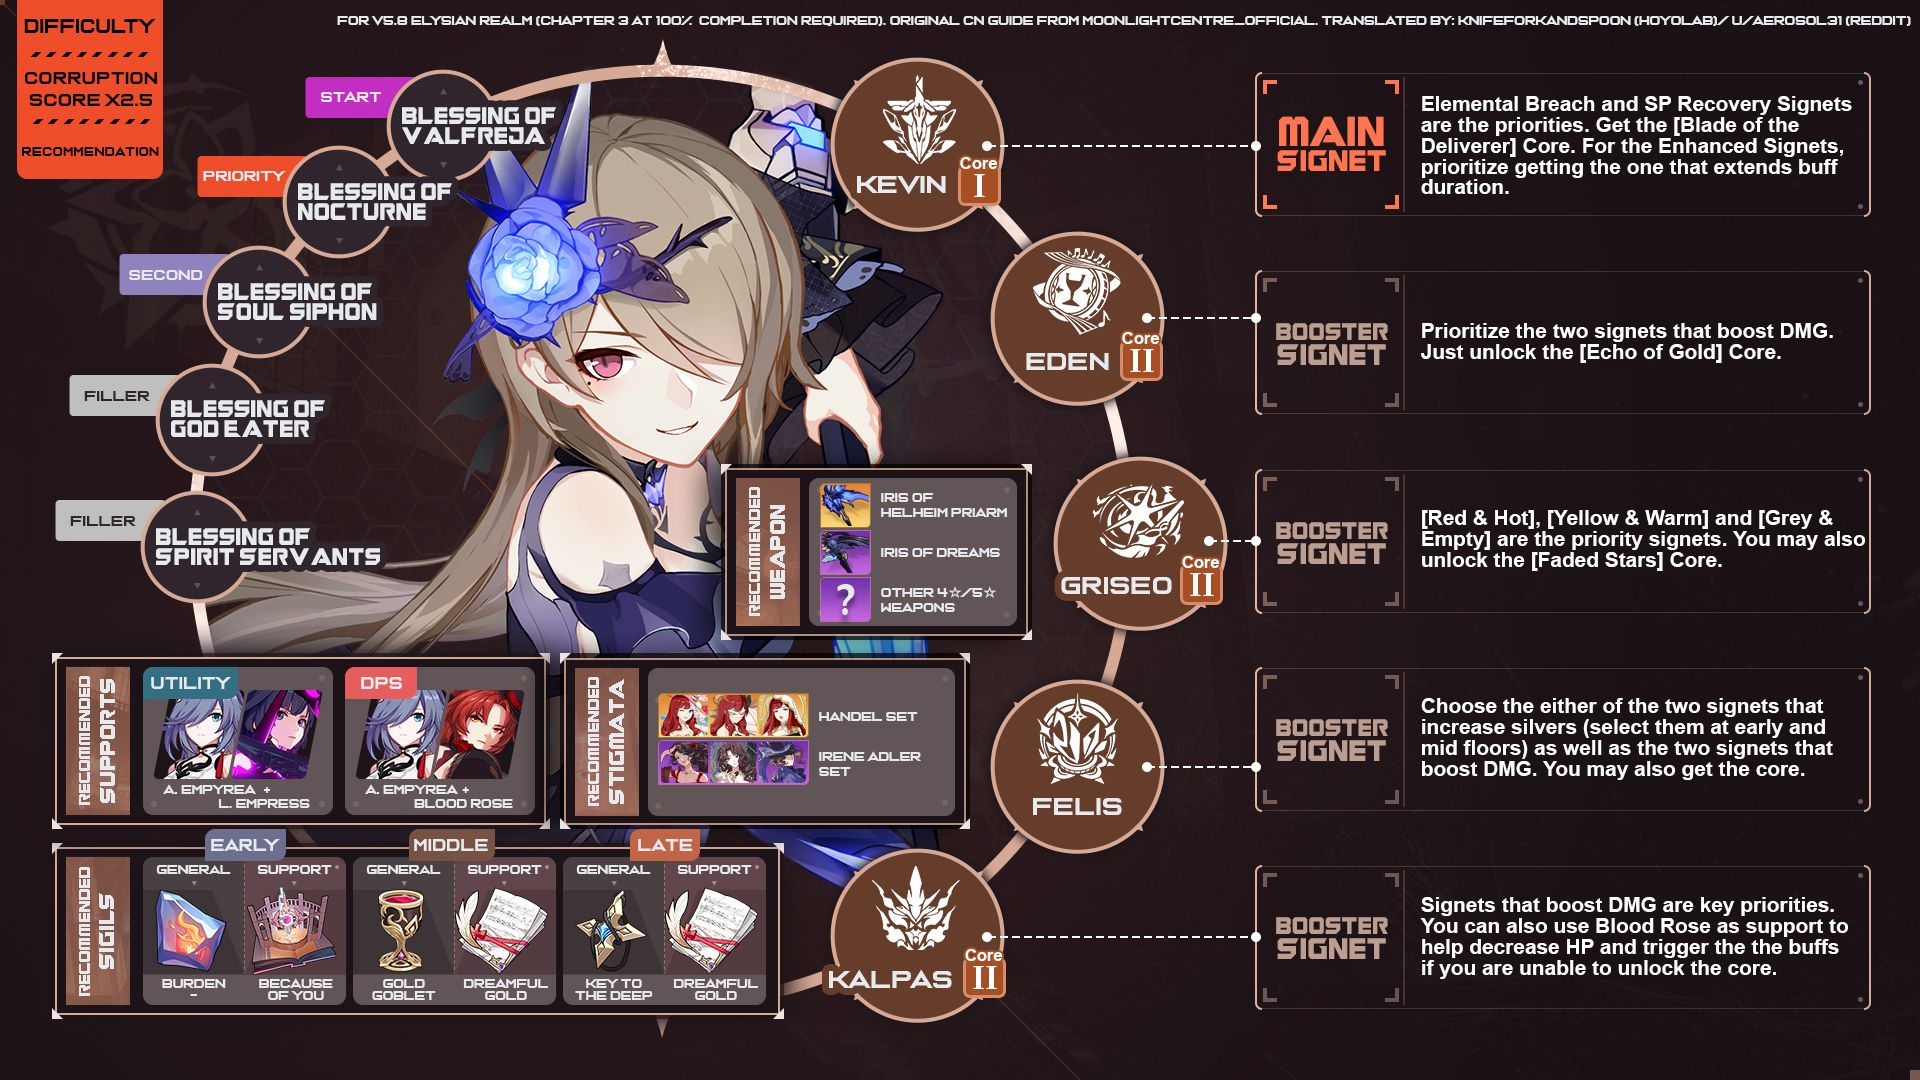 FOR V5.8 ELYSIAN REALM (CHAPTER 3 AT 100% COMPLETION REQUIRED). ORIGINAL CN GUIDE FROM MOONLIGHTCENTRE_OFFICIAL. TRANSLATED BY: KNIFEFORKANDSPOON (HOYOLAB)/ U/AEROSOL31 (REDDIT)
DIFFICULTY
CORRUPTION
SCORE X2.5
RECOMMENDATION
START
BLESSING OF
VALFREJA
PRIORITY
BLESSING OF
NOCTURNE
SECOND
BLESSING OF
SOUL SIPHON
FILLER
BLESSING OF
GOD EATER
FILLER
BLESSING OF
SPIRIT SERVANTS
KEVIN
Core
I
MAIN
SIGNET
Elemental Breach and SP Recovery Signets
are the priorities. Get the [Blade of the
Deliverer] Core. For the Enhanced Signets,
prioritize getting the one that extends buff
duration.
EDEN
Core
II
BOOSTER
SIGNET
Prioritize the two signets that boost DMG.
Just unlock the [Echo of Gold] Core.
GRISEO
Core
II
BOOSTER
SIGNET
[Red & Hot], [Yellow & Warm] and [Grey &
Empty] are the priority signets. You may also
unlock the [Faded Stars] Core.
FELIS
BOOSTER
SIGNET
Choose the either of the two signets that
increase silvers (select them at early and
mid floors) as well as the two signets that
boost DMG. You may also get the core.
KALPAS
Core
II
BOOSTER
SIGNET
Signets that boost DMG are key priorities.
You can also use Blood Rose as support to
help decrease HP and trigger the the buffs
if you are unable to unlock the core.
RECOMMENDED
WEAPON
IRIS OF
HELHEIM PRIARM
IRIS OF DREAMS
?
OTHER 4☆/5☆
WEAPONS
RECOMMENDED
SUPPORTS
UTILITY
A. EMPYREA +
L. EMPRESS
DPS
A. EMPYREA +
BLOOD ROSE
RECOMMENDED
STIGMATA
HANDEL SET
IRENE ADLER
SET
RECOMMENDED
SIGILS
EARLY
GENERAL
BURDEN
-
SUPPORT
BECAUSE
OF YOU
MIDDLE
GENERAL
GOLD
GOBLET
SUPPORT
DREAMFUL
GOLD
LATE
GENERAL
KEY TO
THE DEEP
SUPPORT
DREAMFUL
GOLD